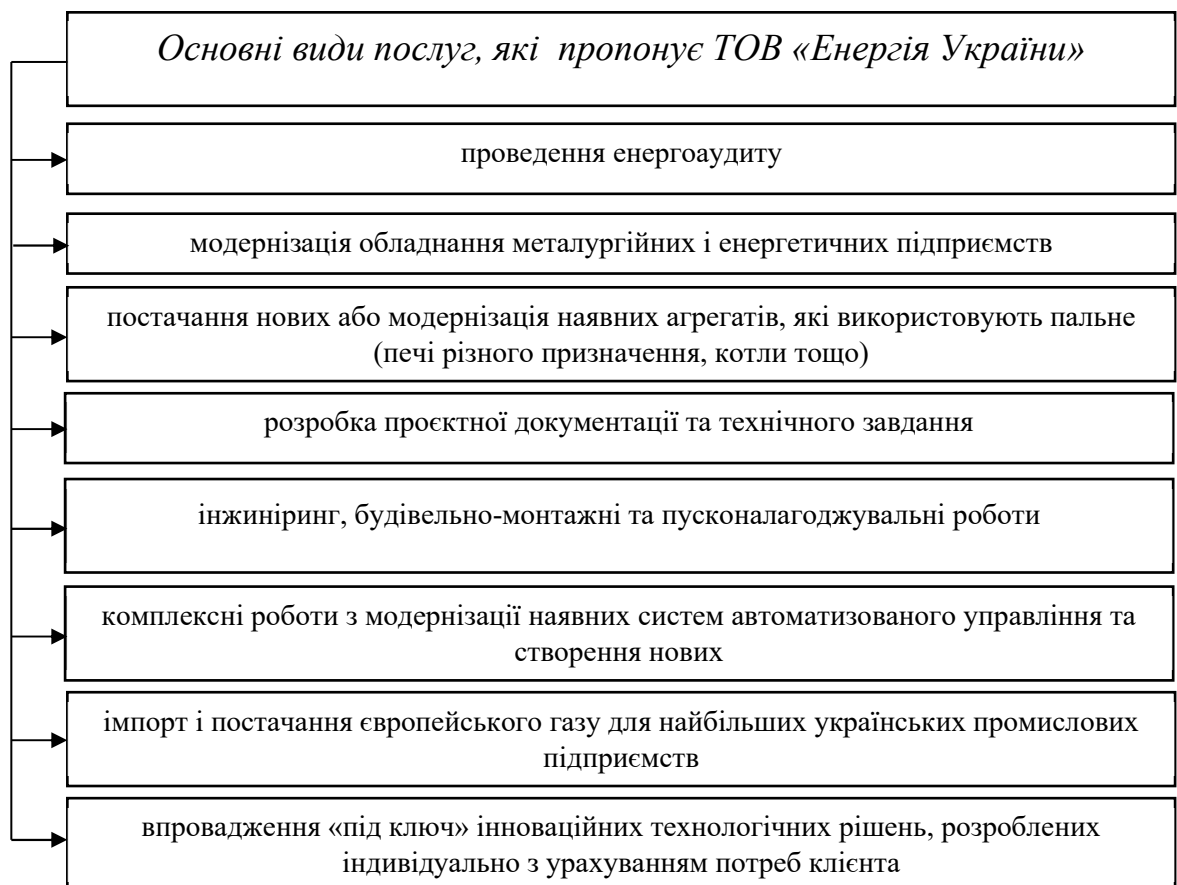 Основні види послуг, які пропонує ТОВ «Енергія України»
проведення енергоаудиту
модернізація обладнання металургійних і енергетичних підприємств
постачання нових або модернізація наявних агрегатів, які використовують пальне
(печі різного призначення, котли тощо)
розробка проєктної документації та технічного завдання
інжиніринг, будівельно-монтажні та пусконалагоджувальні роботи
комплексні роботи з модернізації наявних систем автоматизованого управління та
створення нових
імпорт і постачання європейського газу для найбільших українських промислових
підприємств
впровадження «під ключ» інноваційних технологічних рішень, розроблених
індивідуально з урахуванням потреб клієнта